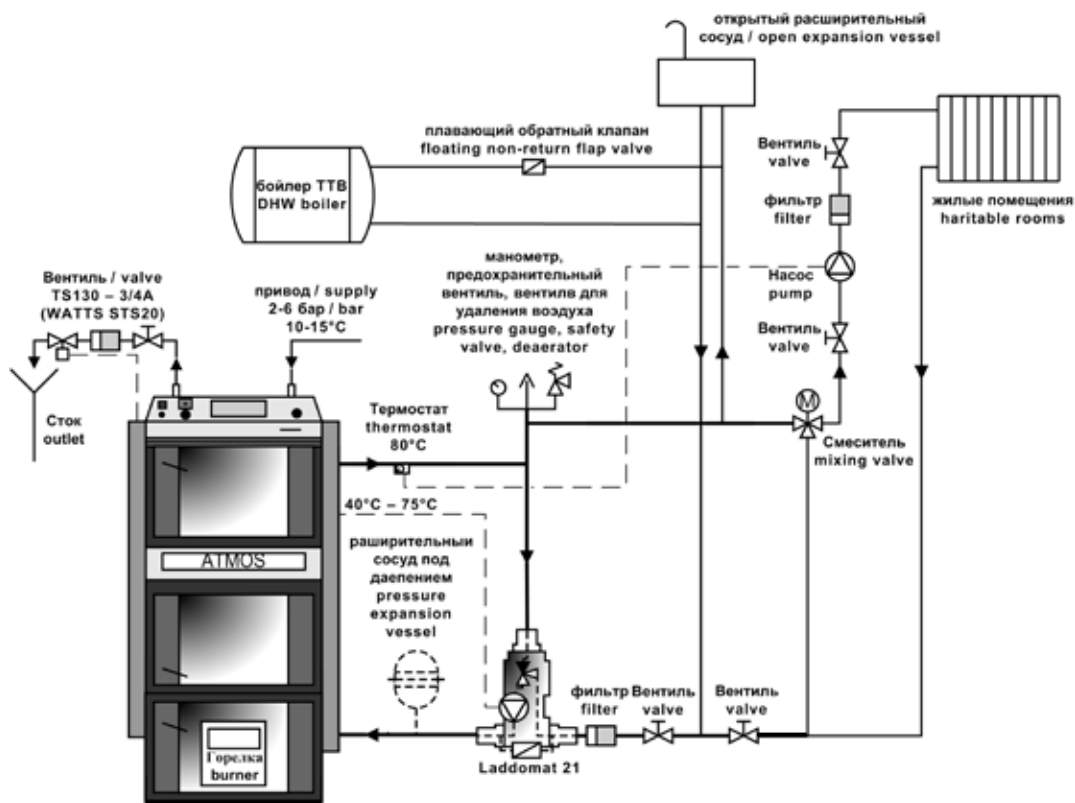 открытый расширительный
сосуд / open expansion vessel
плавающий обратный клапан
floating non-return flap valve
Вентиль
valve
бойлер TTB
DHW boiler
фильтр
filter
жилые помещения
haritable rooms
манометр,
предохранительный
вентиль, вентилв для
удаления воздуха
pressure gauge, safety
valve, deaerator
Насос
pump
Вентиль / valve
TS130 – 3/4A
(WATTS STS20)
привод / supply
2-6 бар / bar
10-15°C
Вентиль
valve
Сток
outlet
Термостат
thermostat
80°C
M
Смеситель
mixing valve
40°C – 75°C
ATMOS
раширительный
сосуд под
даепением
pressure
expansion
vessel
фильтр
filter
Вентиль
valve
Вентиль
valve
Горелка
burner
Laddomat 21